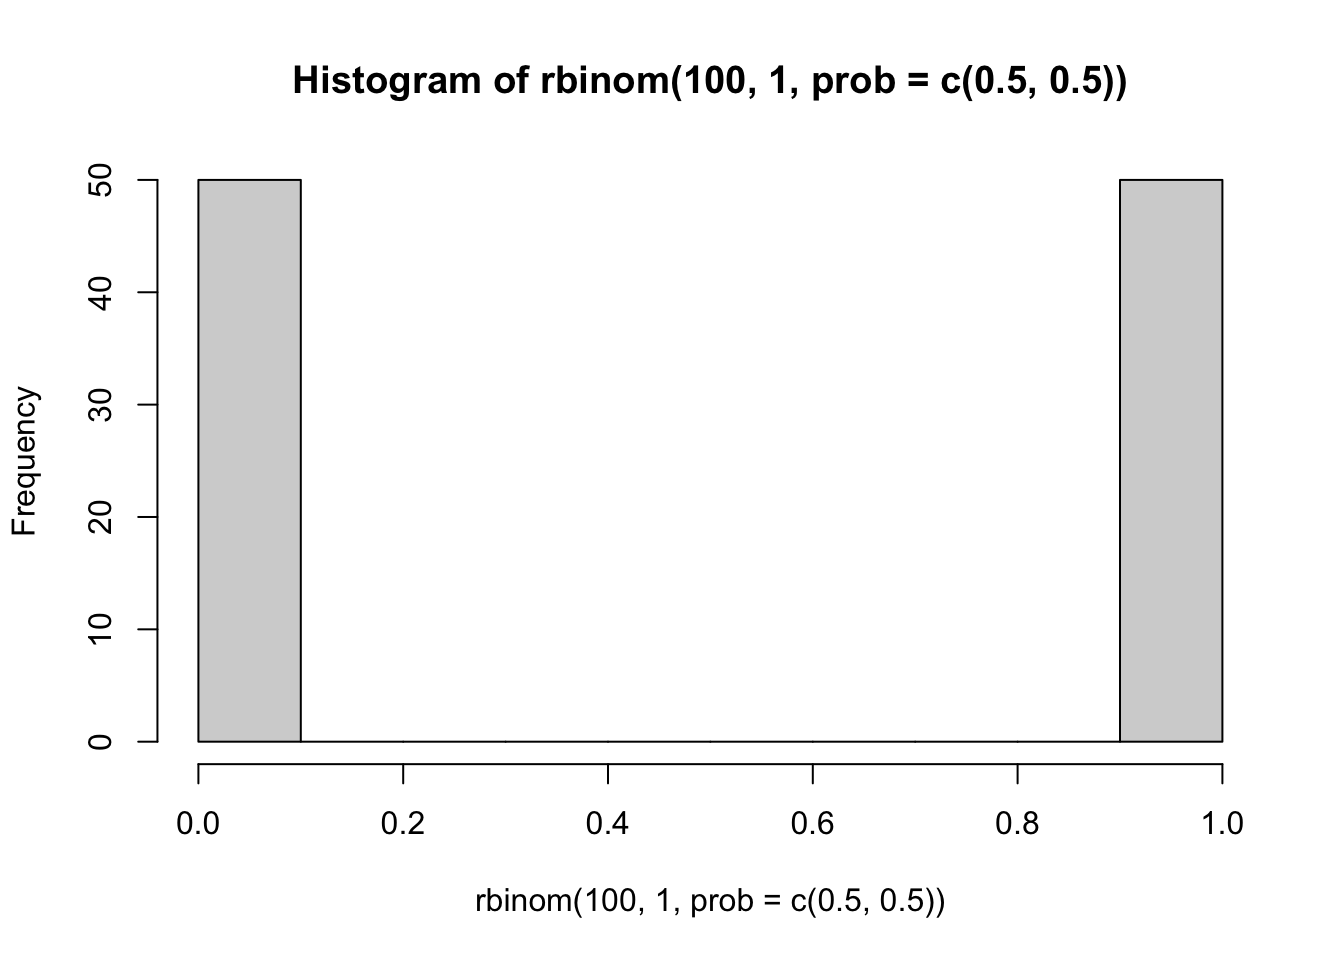 Histogram of rbinom(100, 1, prob = c(0.5, 0.5))
Frequency
50
40
30
20
10
0
0.0 0.2 0.4 0.6 0.8 1.0
rbinom(100, 1, prob = c(0.5, 0.5))